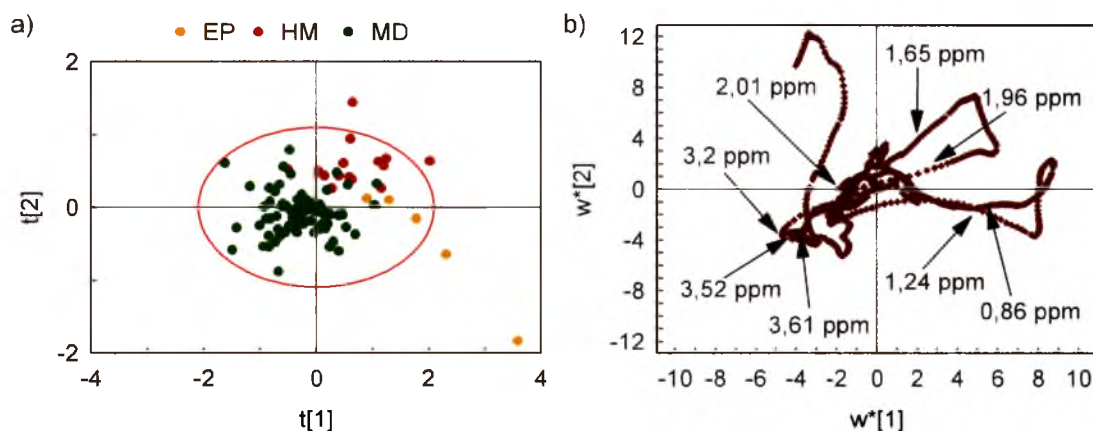 a)
EP HM MD
2
0
-2
t[2]
-4 -2 0 2 4
t[1]
b)
12
8
4
0
-4
-8
-12
w*[2]
1,65 ppm
2,01 ppm
1,96 ppm
3,2 ppm
3,52 ppm
3,61 ppm
1,24 ppm
0,86 ppm
-10 -8 -6 -4 -2 0 2 4 6 8 10
w*[1]